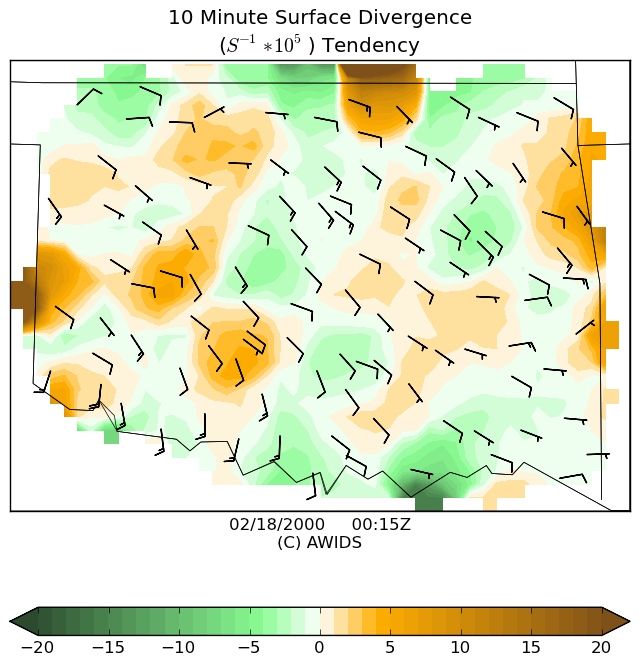 10 Minute Surface Divergence
(S⁻¹ * 10⁵ ) Tendency
02/18/2000 00:15Z
(C) AWIDS
−20 −15 −10 −5 0 5 10 15 20